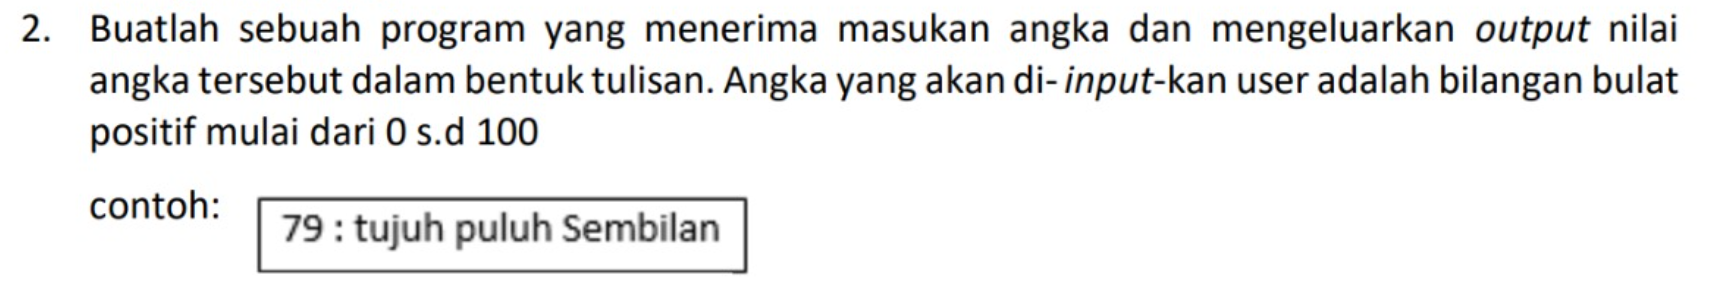 2. Buatlah sebuah program yang menerima masukan angka dan mengeluarkan output nilai
angka tersebut dalam bentuk tulisan. Angka yang akan di-input-kan user adalah bilangan bulat
positif mulai dari 0 s.d 100
contoh:
79 : tujuh puluh Sembilan